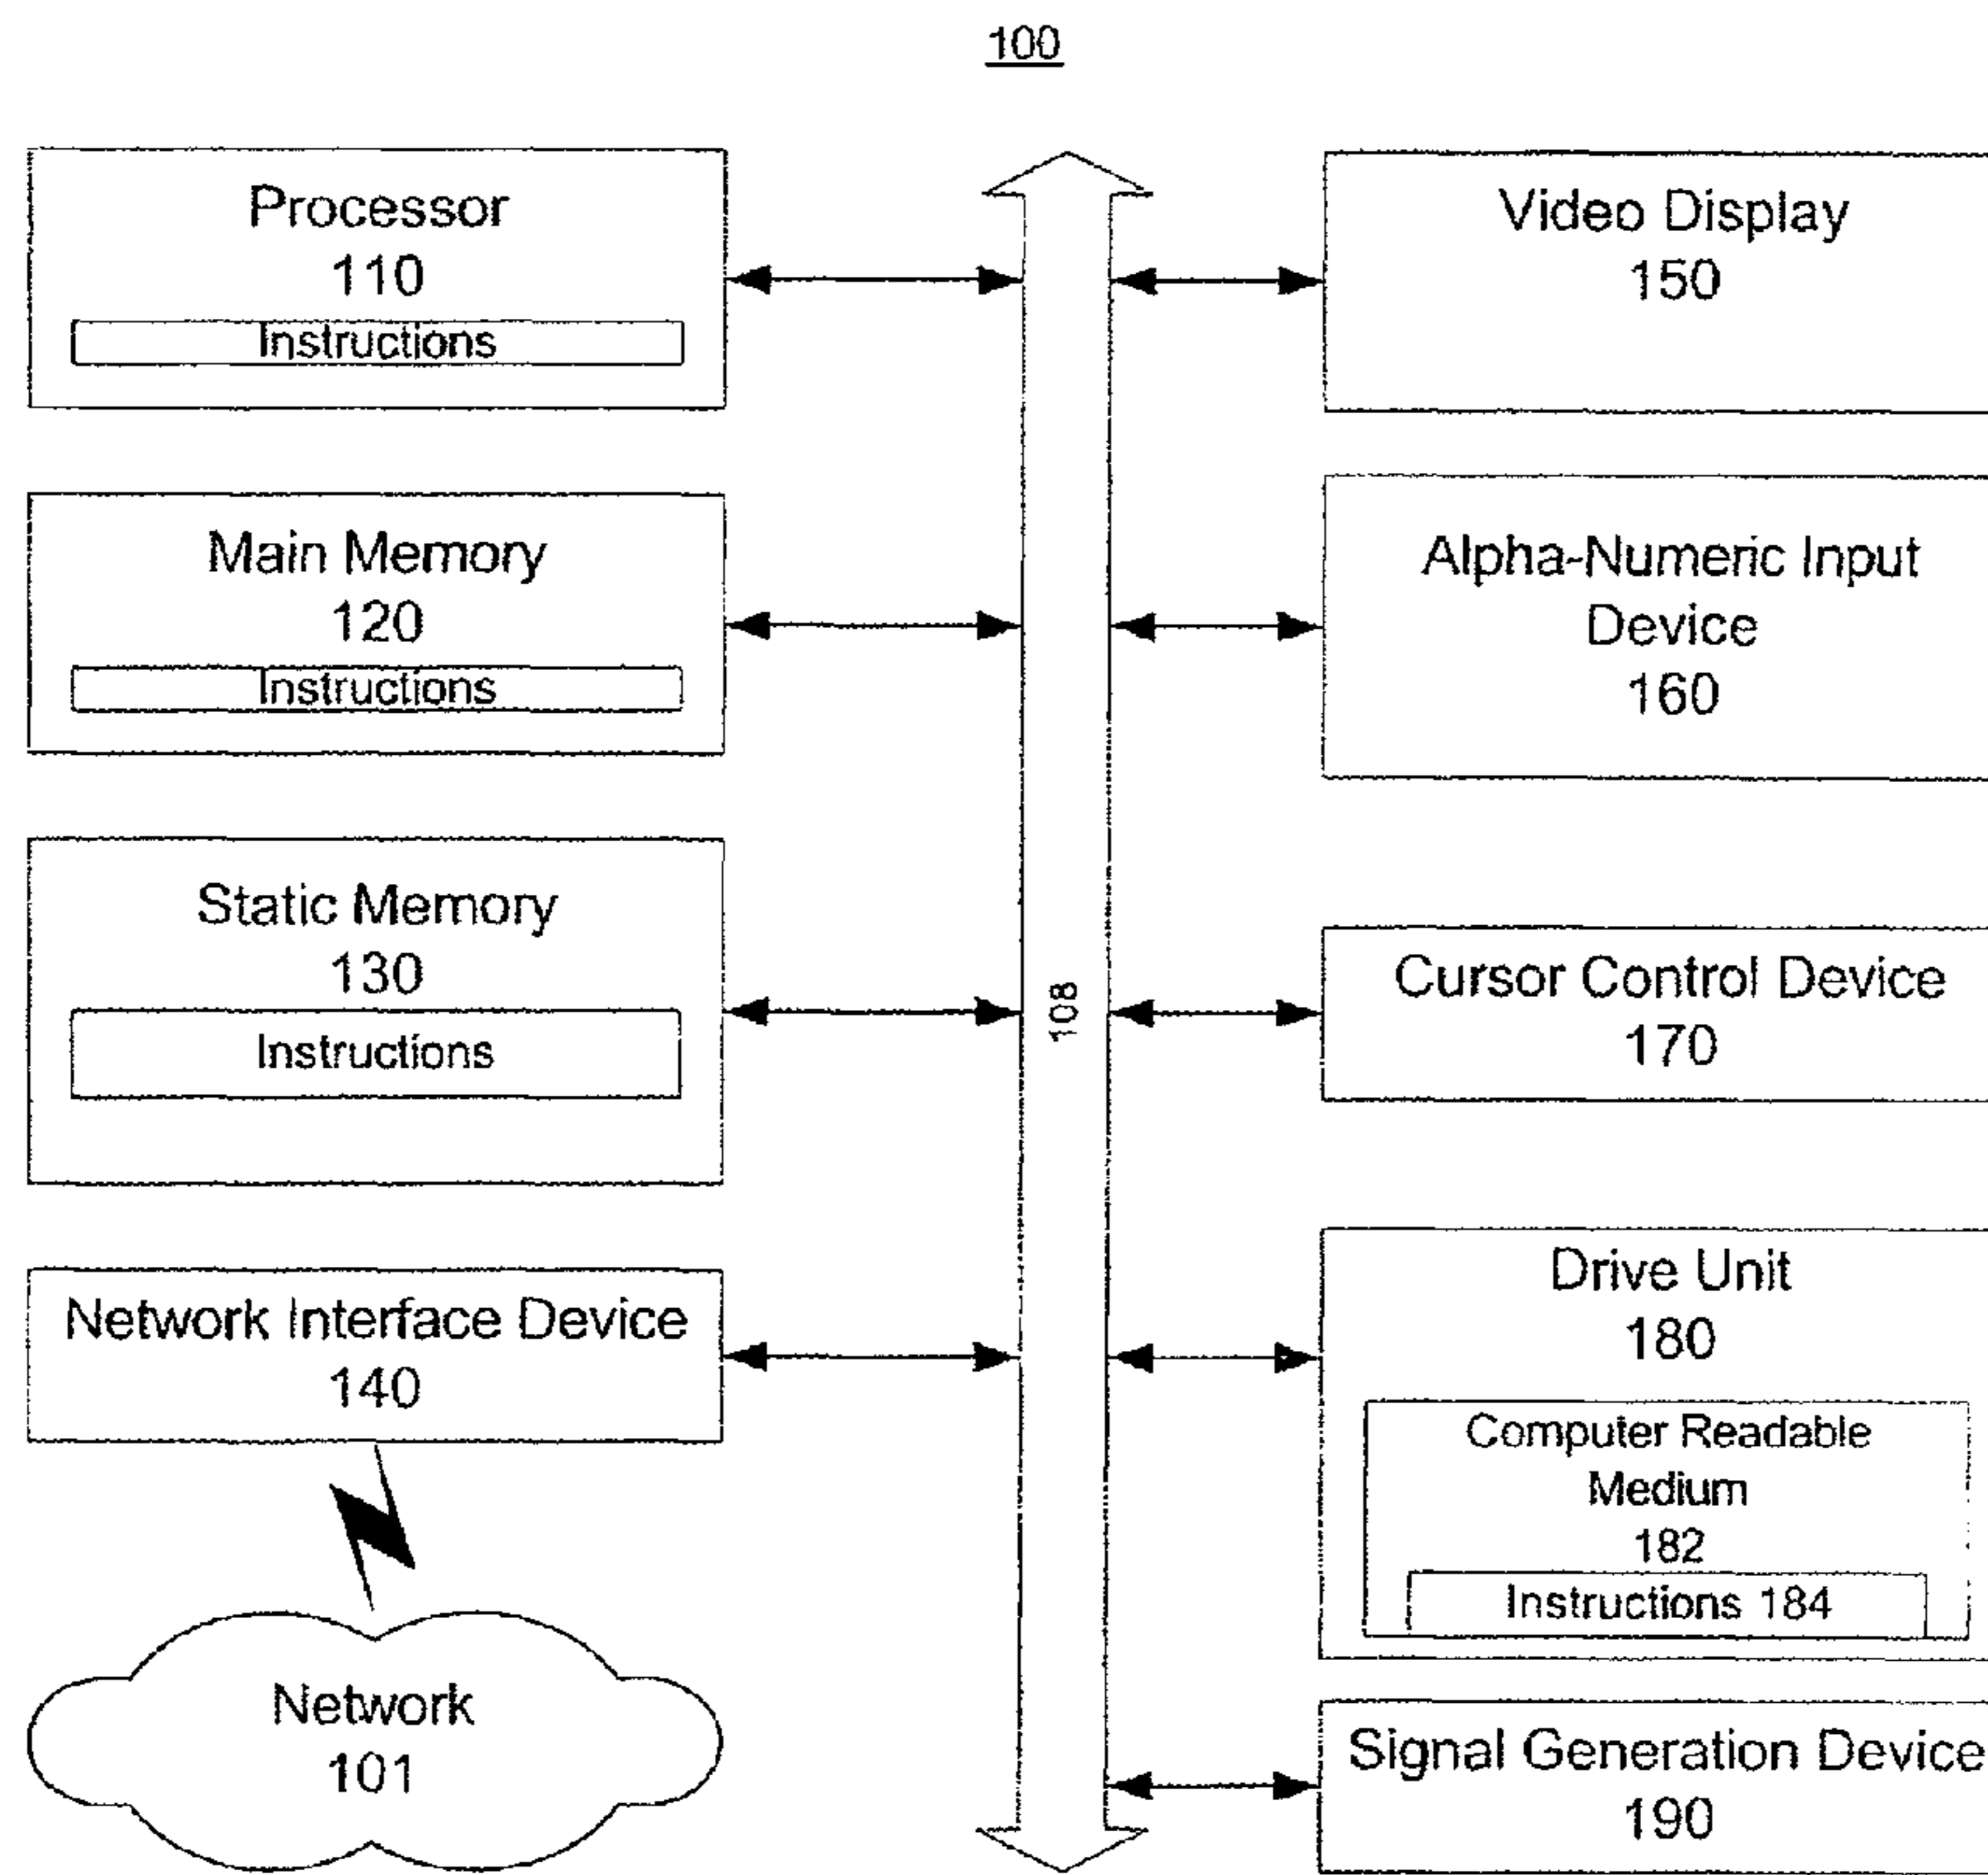 100
Processor
110
Instructions
Main Memory
120
Instructions
Static Memory
130
Instructions
Network Interface Device
140
Network
101
108
Video Display
150
Alpha-Numeric Input
Device
160
Cursor Control Device
170
Drive Unit
180
Computer Readable
Medium
182
Instructions 184
Signal Generation Device
190